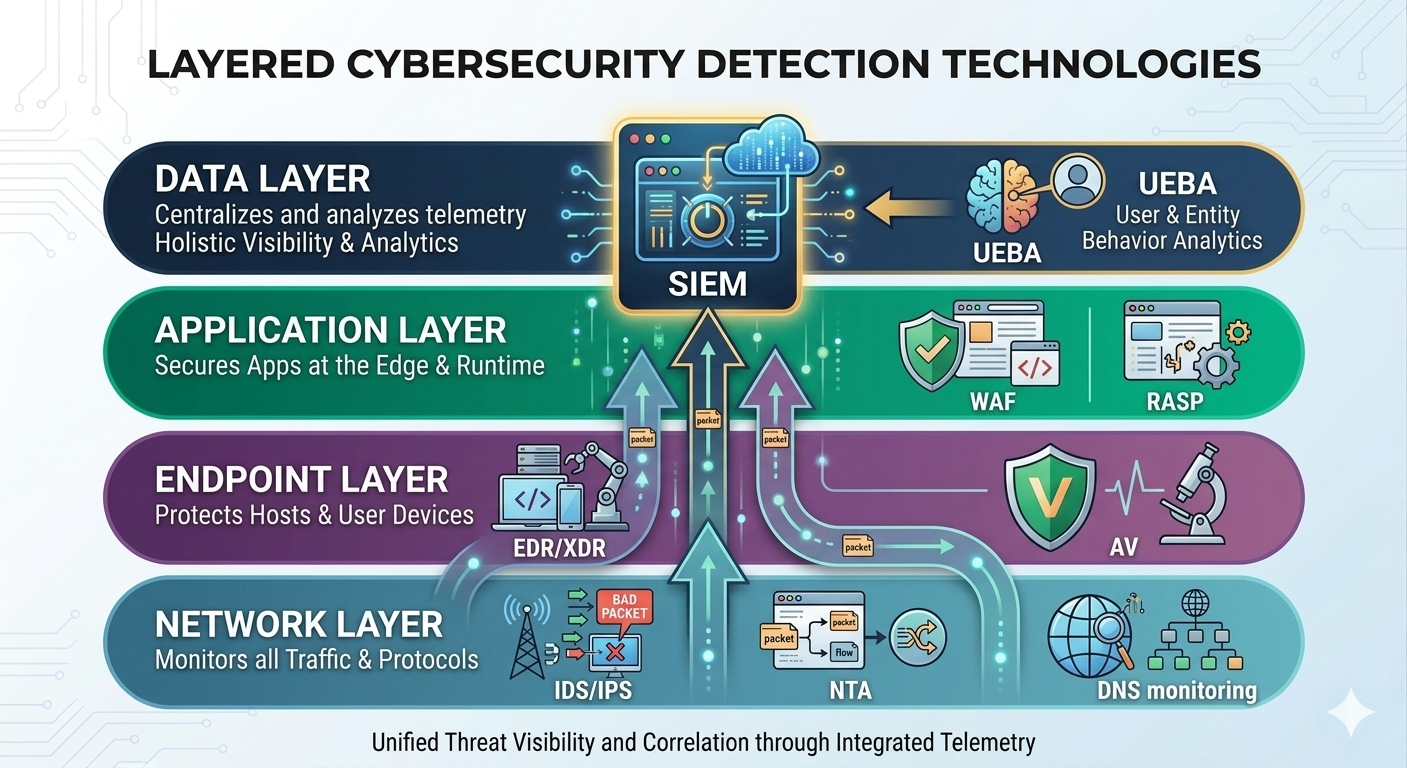 LAYERED CYBERSECURITY DETECTION TECHNOLOGIES
DATA LAYER
Centralizes and analyzes telemetry
Holistic Visibility & Analytics
SIEM
UEBA
UEBA
User & Entity
Behavior Analytics
APPLICATION LAYER
Secures Apps at the Edge & Runtime
</>
WAF
RASP
packet
packet
packet
ENDPOINT LAYER
Protects Hosts & User Devices
</>
EDR/XDR
packet
V
AV
NETWORK LAYER
Monitors all Traffic & Protocols
BAD
PACKET
IDS/IPS
packet
packet
flow
NTA
DNS monitoring
Unified Threat Visibility and Correlation through Integrated Telemetry